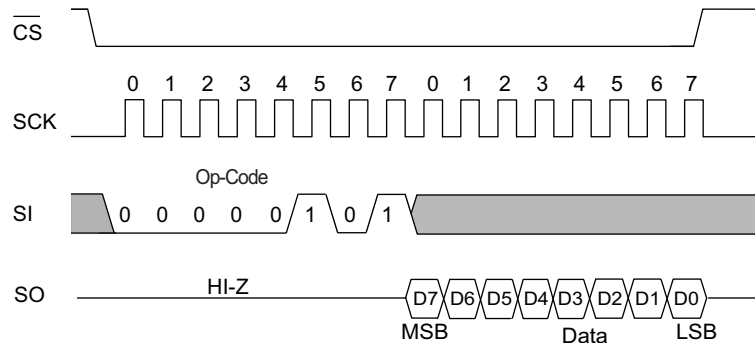 CS
0 1 2 3 4 5 6 7 0 1 2 3 4 5 6 7
SCK
Op-Code
SI 0 0 0 0 0 1 0 1
HI-Z
SO D7 D6 D5 D4 D3 D2 D1 D0
MSB Data LSB